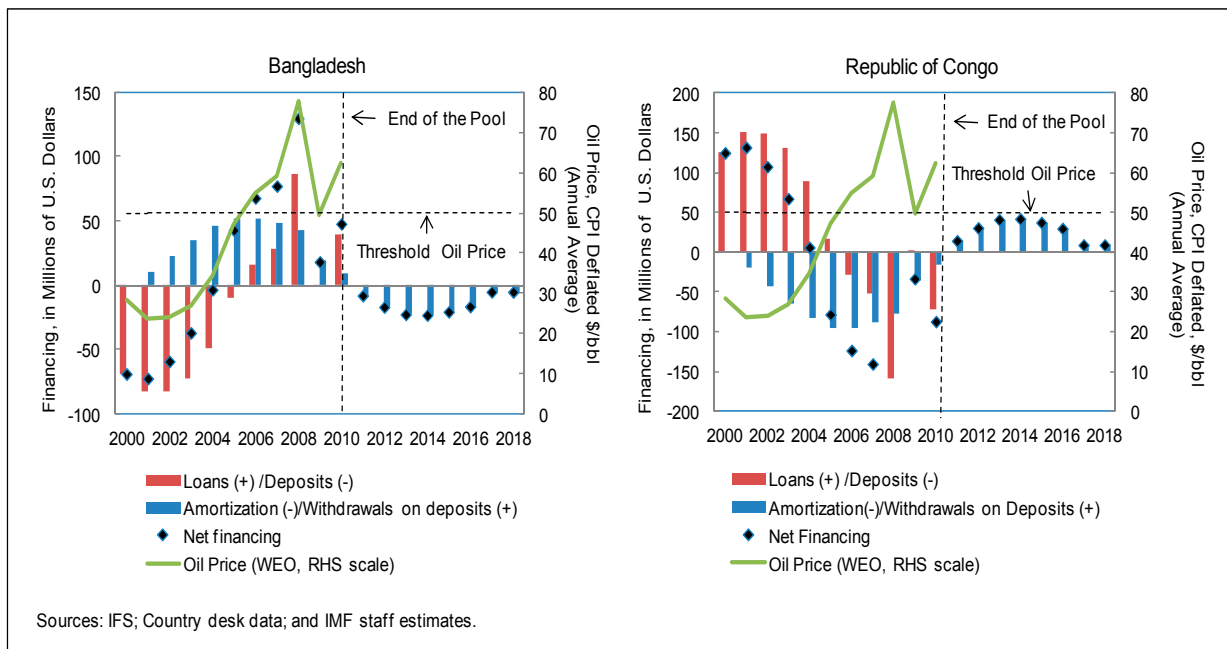 Bangladesh
Financing, in Millions of U.S. Dollars
150
100
50
0
-50
-100
Oil Price, CPI Deflated $/bbl
(Annual Average)
80
70
60
50
40
30
20
10
0
End of the Pool
Threshold Oil Price
2000 2002 2004 2006 2008 2010 2012 2014 2016 2018
Loans (+) /Deposits (-)
Amortization (-)/Withdrawals on deposits (+)
Net financing
Oil Price (WEO, RHS scale)
Republic of Congo
Financing, in Millions of U.S. Dollars
200
150
100
50
0
-50
-100
-150
-200
Oil Price, CPI Deflated, $/bbl
(Annual Average)
80
70
60
50
40
30
20
10
0
End of the Pool
Threshold Oil Price
2000 2002 2004 2006 2008 2010 2012 2014 2016 2018
Loans (+) /Deposits (-)
Amortization(-)/Withdrawals on Deposits (+)
Net Financing
Oil Price (WEO, RHS scale)
Sources: IFS; Country desk data; and IMF staff estimates.